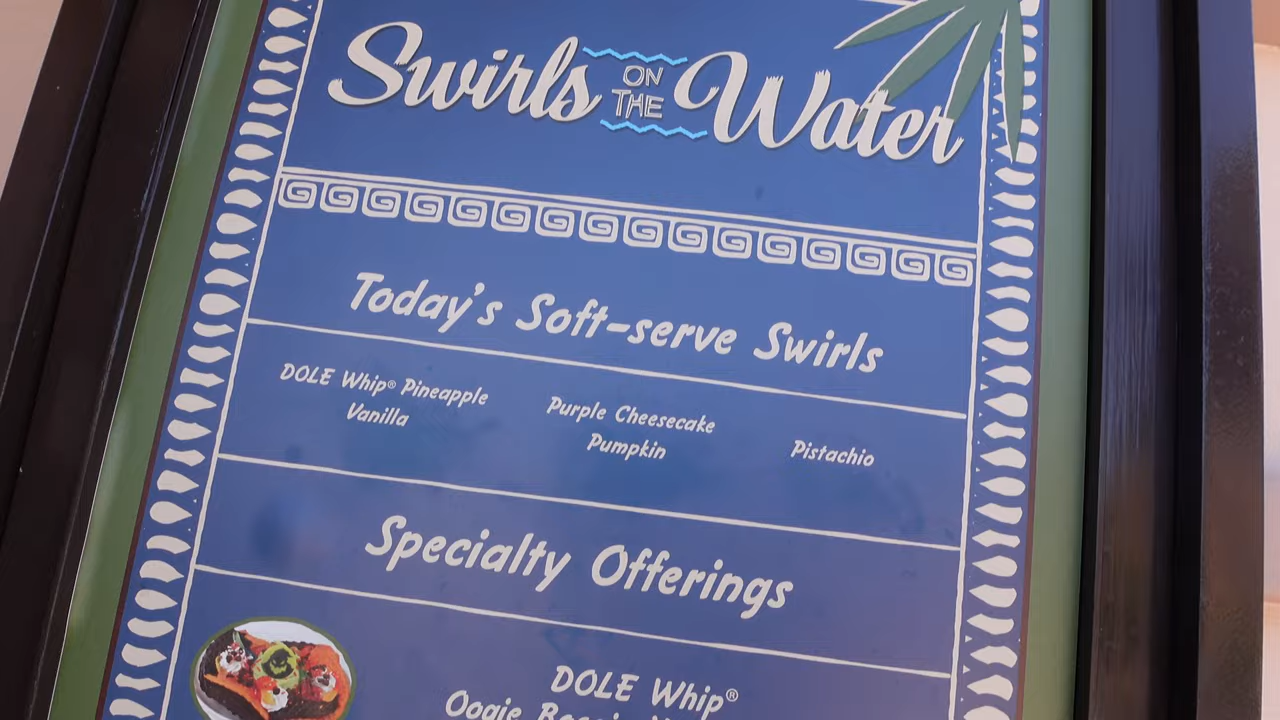 Swirls ON THE Water
Today's Soft-serve Swirls
DOLE Whip® Pineapple
Vanilla
Purple Cheesecake
Pumpkin
Pistachio
Specialty Offerings
DOLE Whip®
Oogie